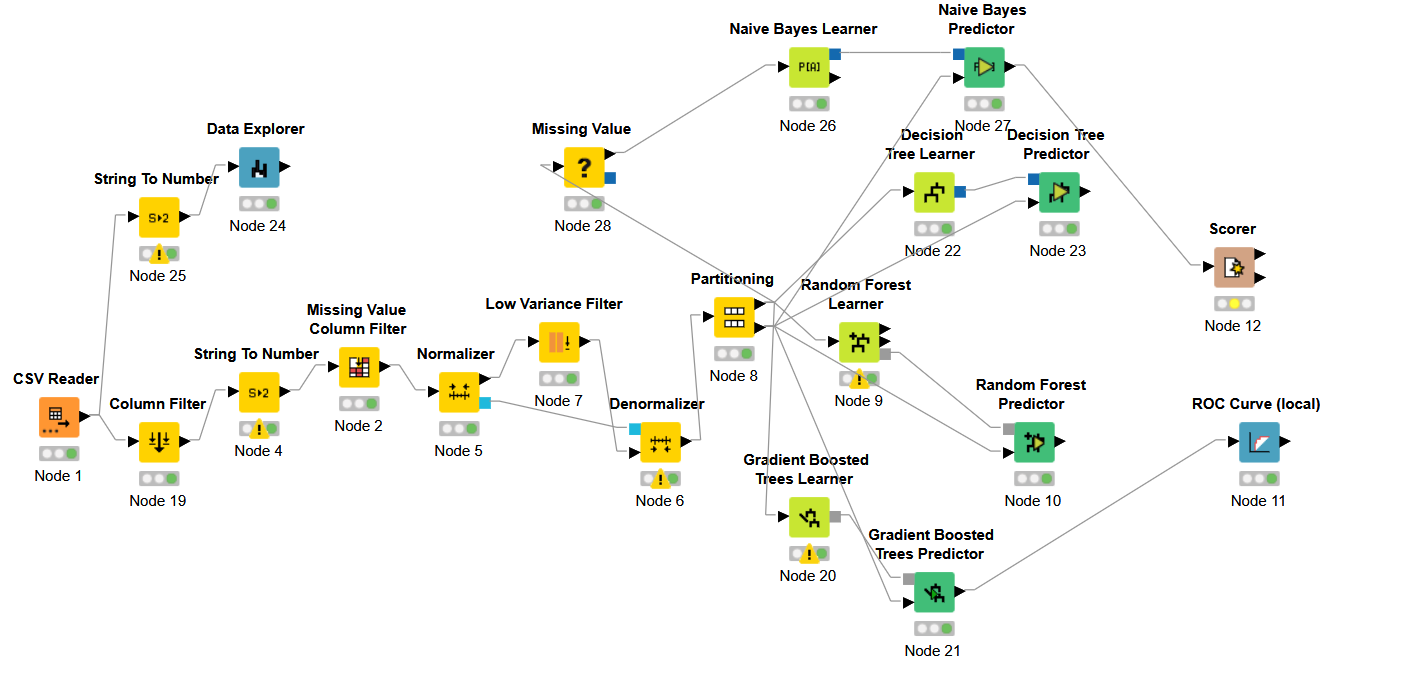 Naive Bayes Learner
Node 26
Naive Bayes
Predictor
Node 27
Data Explorer
Node 24
Missing Value
Node 28
Decision
Tree Learner
Node 22
Decision Tree
Predictor
Node 23
String To Number
Node 25
Scorer
Node 12
Partitioning
Node 8
Random Forest
Learner
Node 9
Low Variance Filter
Node 7
Missing Value
Column Filter
Node 2
String To Number
Node 4
Normalizer
Node 5
CSV Reader
Node 1
Column Filter
Node 19
Denormalizer
Node 6
Random Forest
Predictor
Node 10
ROC Curve (local)
Node 11
Gradient Boosted
Trees Learner
Node 20
Gradient Boosted
Trees Predictor
Node 21
P[A]
S▸2
S▸2
?